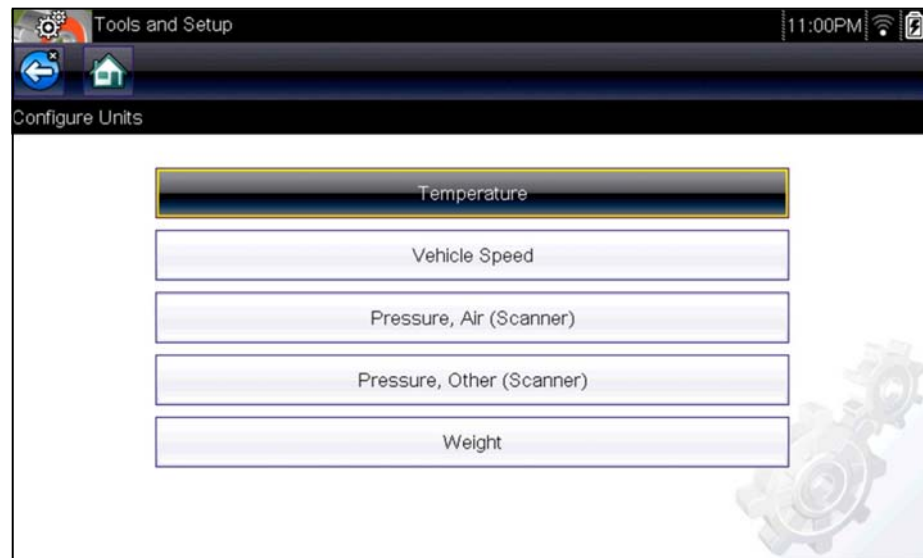 Tools and Setup 11:00PM
Configure Units
Temperature
Vehicle Speed
Pressure, Air (Scanner)
Pressure, Other (Scanner)
Weight